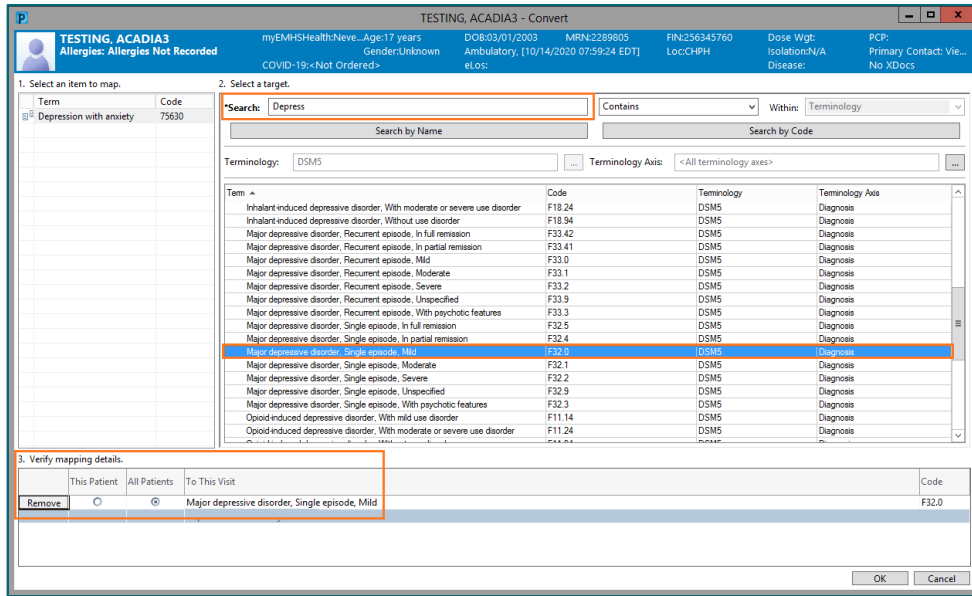 TESTING, ACADIA3 - Convert
TESTING, ACADIA3 myEMHSHealth:Neve...Age:17 years DOB:03/01/2003 MRN:2289805 FIN:256345760 Dose Wgt: PCP:
Allergies: Allergies Not Recorded Gender:Unknown Ambulatory, [10/14/2020 07:59:24 EDT] Loc:CHPH Isolation:N/A Primary Contact: Vie...
COVID-19:<Not Ordered> eLos: Disease: No XDocs
1. Select an item to map. 2. Select a target.
Term Code
Depression with anxiety 75630
*Search: Depress Contains Within: Terminology
Search by Name Search by Code
Terminology: DSM5 ... Terminology Axis: <All terminology axes> ...
Term Code Terminology Terminology Axis
Inhalant-induced depressive disorder, With moderate or severe use disorder F18.24 DSM5 Diagnosis
Inhalant-induced depressive disorder, Without use disorder F18.94 DSM5 Diagnosis
Major depressive disorder, Recurrent episode, In full remission F33.42 DSM5 Diagnosis
Major depressive disorder, Recurrent episode, In partial remission F33.41 DSM5 Diagnosis
Major depressive disorder, Recurrent episode, Mild F33.0 DSM5 Diagnosis
Major depressive disorder, Recurrent episode, Moderate F33.1 DSM5 Diagnosis
Major depressive disorder, Recurrent episode, Severe F33.2 DSM5 Diagnosis
Major depressive disorder, Recurrent episode, Unspecified F33.9 DSM5 Diagnosis
Major depressive disorder, Recurrent episode, With psychotic features F33.3 DSM5 Diagnosis
Major depressive disorder, Single episode, In full remission F32.5 DSM5 Diagnosis
Major depressive disorder, Single episode, In partial remission F32.4 DSM5 Diagnosis
Major depressive disorder, Single episode, Mild F32.0 DSM5 Diagnosis
Major depressive disorder, Single episode, Moderate F32.1 DSM5 Diagnosis
Major depressive disorder, Single episode, Severe F32.2 DSM5 Diagnosis
Major depressive disorder, Single episode, Unspecified F32.9 DSM5 Diagnosis
Major depressive disorder, Single episode, With psychotic features F32.3 DSM5 Diagnosis
Opioid-induced depressive disorder, With mild use disorder F11.14 DSM5 Diagnosis
Opioid-induced depressive disorder, With moderate or severe use disorder F11.24 DSM5 Diagnosis
3. Verify mapping details.
This Patient All Patients To This Visit Code
Remove Major depressive disorder, Single episode, Mild F32.0
OK Cancel